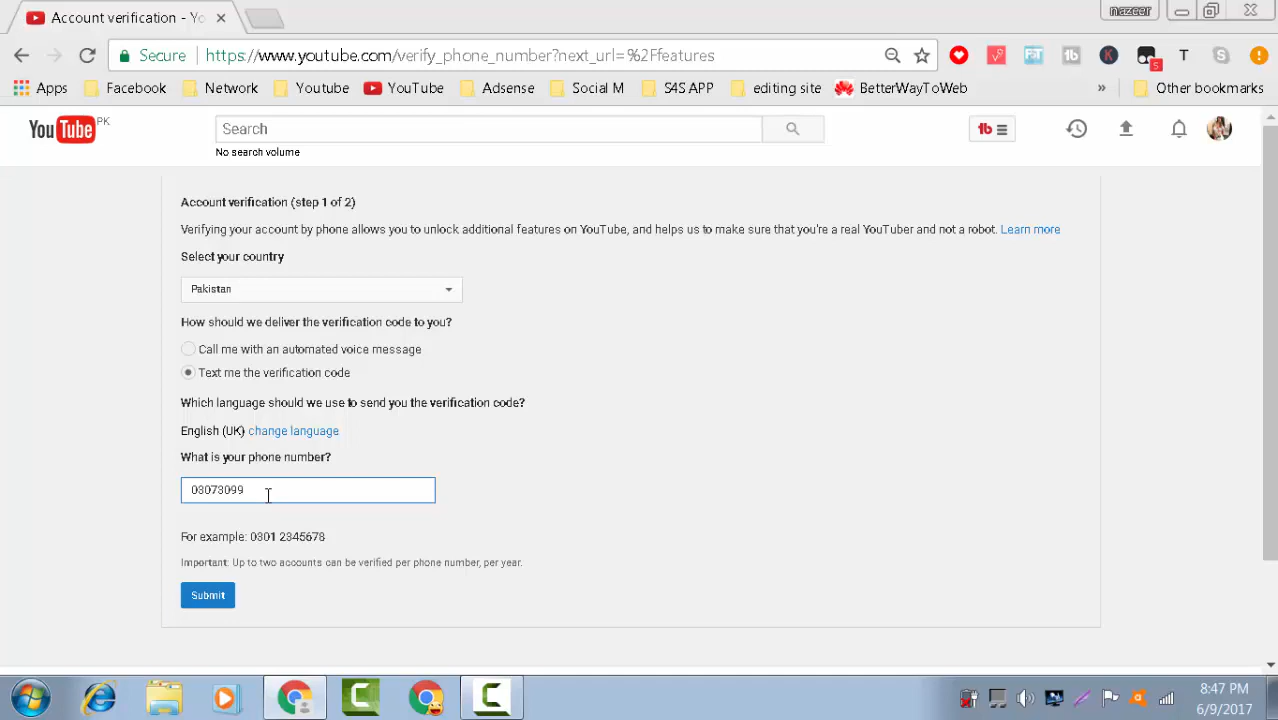 Account verification - Yo
nazeer
Secure https://www.youtube.com/verify_phone_number?next_url=%2Ffeatures
5
T
Apps Facebook Network Youtube YouTube Adsense Social M S4S APP editing site BetterWayToWeb » Other bookmarks
YouTube PK
Search
No search volume
Account verification (step 1 of 2)
Verifying your account by phone allows you to unlock additional features on YouTube, and helps us to make sure that you're a real YouTuber and not a robot. Learn more
Select your country
Pakistan
How should we deliver the verification code to you?
Call me with an automated voice message
Text me the verification code
Which language should we use to send you the verification code?
English (UK) change language
What is your phone number?
03073099
For example: 0301 2345678
Important: Up to two accounts can be verified per phone number, per year.
Submit
8:47 PM
6/9/2017